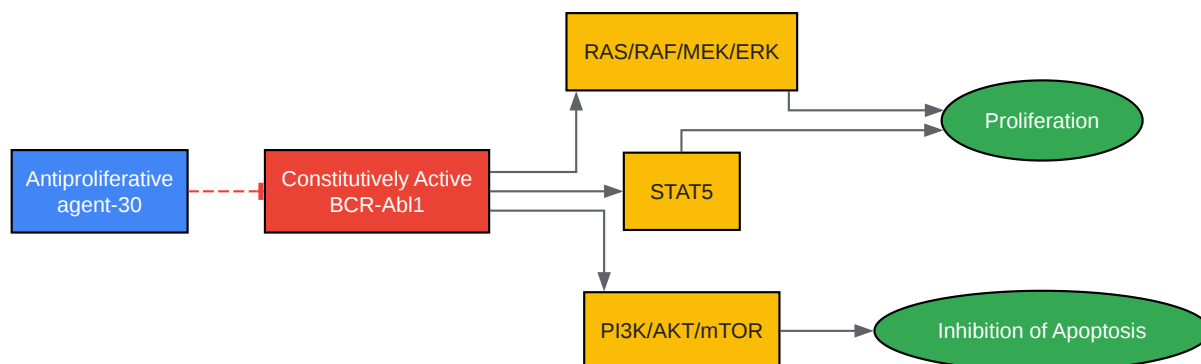 RAS/RAF/MEK/ERK
Proliferation
Antiproliferative
agent-30
Constitutively Active
BCR-Abl1
STAT5
PI3K/AKT/mTOR
Inhibition of Apoptosis